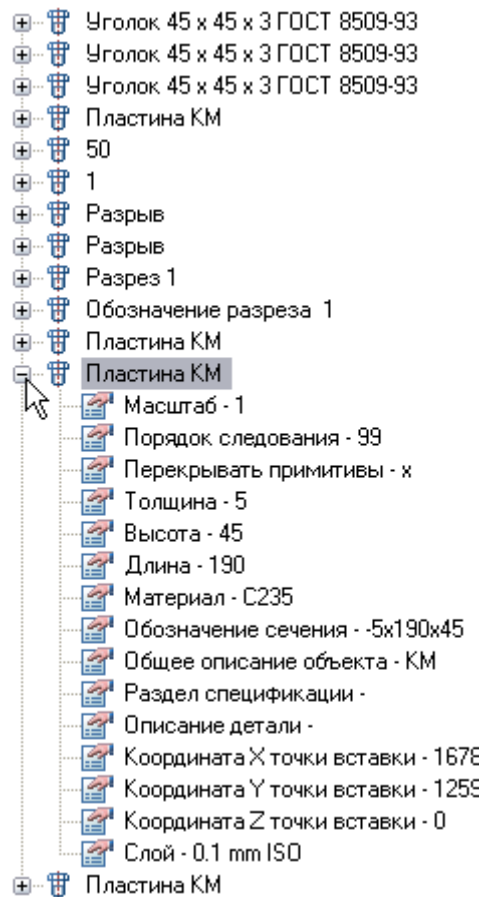 Уголок 45 x 45 x 3 ГОСТ 8509-93
Уголок 45 x 45 x 3 ГОСТ 8509-93
Уголок 45 x 45 x 3 ГОСТ 8509-93
Пластина КМ
50
1
Разрыв
Разрыв
Разрез 1
Обозначение разреза 1
Пластина КМ
Пластина КМ
Масштаб - 1
Порядок следования - 99
Перекрывать примитивы - x
Толщина - 5
Высота - 45
Длина - 190
Материал - С235
Обозначение сечения - -5x190x45
Общее описание объекта - КМ
Раздел спецификации -
Описание детали -
Координата X точки вставки - 1678
Координата Y точки вставки - 1259
Координата Z точки вставки - 0
Слой - 0.1 mm ISO
Пластина КМ